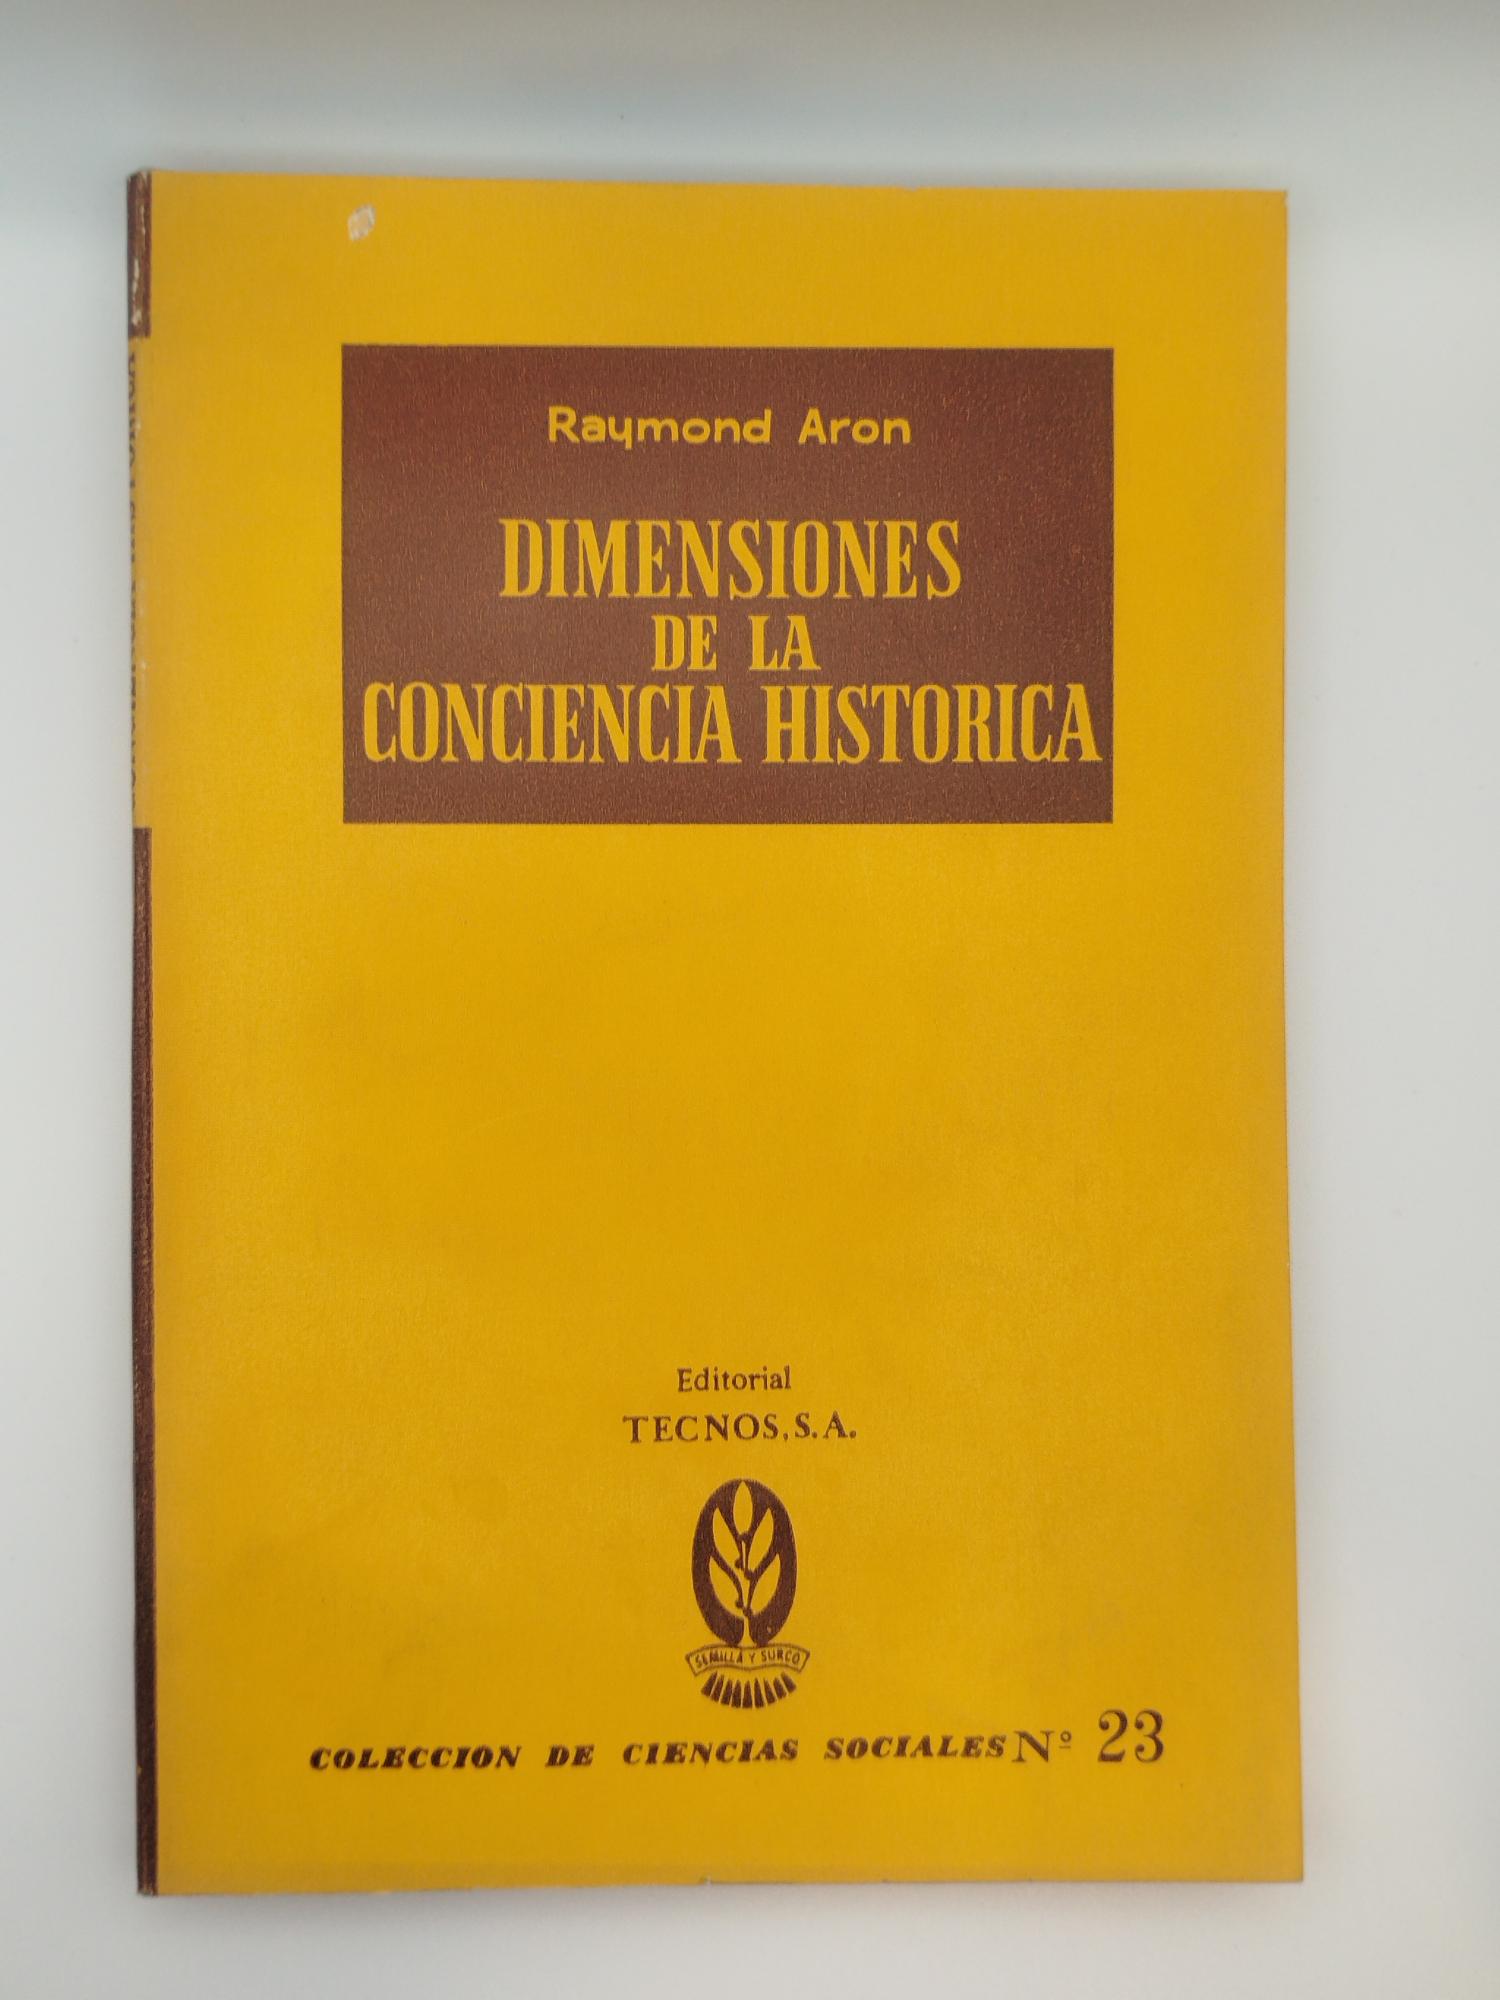 Raymond Aron
DIMENSIONES
DE LA
CONCIENCIA HISTORICA
Editorial
TECNOS, S.A.
SEMILLA Y SURCO
COLECCION DE CIENCIAS SOCIALES Nº 23